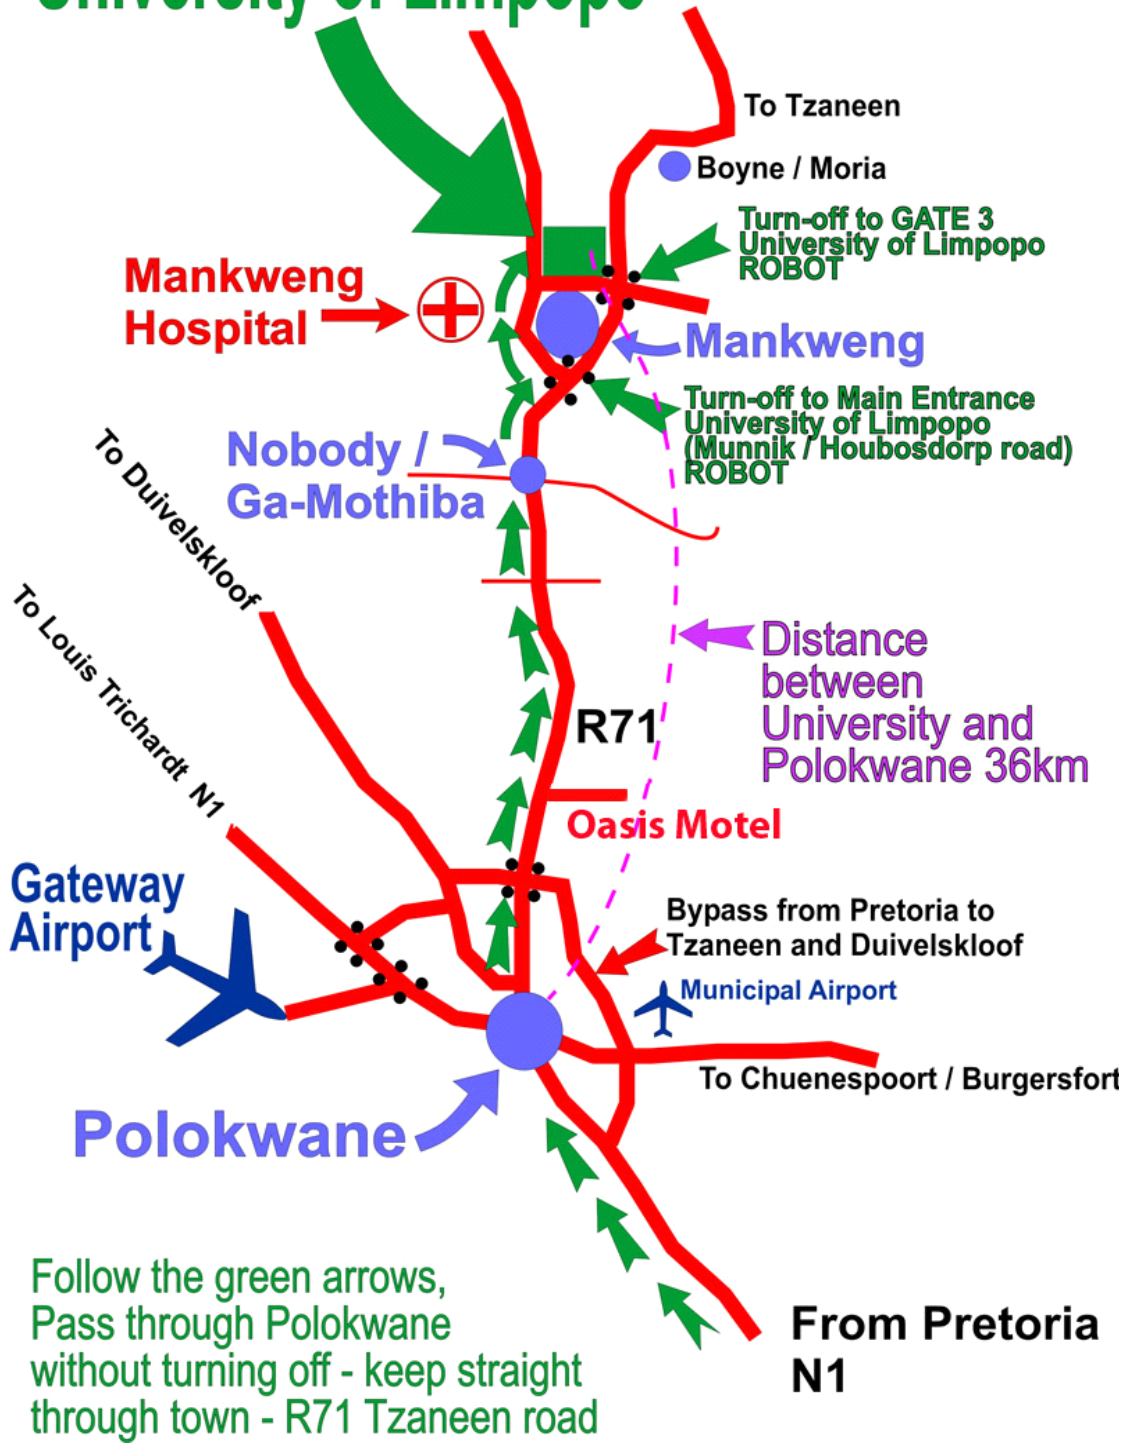 University of Limpopo
To Tzaneen
Boyne / Moria
Turn-off to GATE 3
University of Limpopo
ROBOT
Mankweng
Hospital
Mankweng
Turn-off to Main Entrance
University of Limpopo
(Munnik / Houbosdorp road)
ROBOT
Nobody /
Ga-Mothiba
To Duivelskloof
To Louis Trichardt N1
Distance
between
University and
Polokwane 36km
R71
Oasis Motel
Gateway
Airport
Bypass from Pretoria to
Tzaneen and Duivelskloof
Municipal Airport
To Chuenespoort / Burgersfort
Polokwane
Follow the green arrows,
Pass through Polokwane
without turning off - keep straight
through town - R71 Tzaneen road
From Pretoria
N1